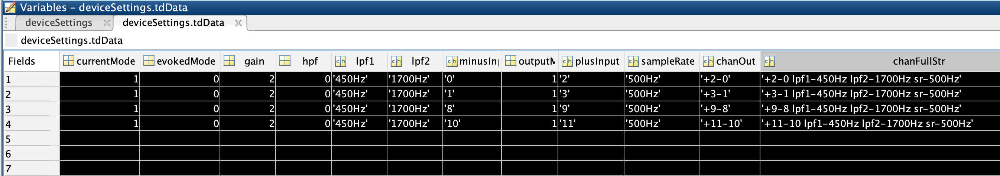 Variables - deviceSettings.tdData
deviceSettings deviceSettings.tdData
deviceSettings.tdData
Fields currentMode evokedMode gain hpf lpf1 lpf2 minusInp outputM plusInput sampleRate chanOut chanFullStr
1 1 0 2 0 '450Hz' '1700Hz' '0' 1 '2' '500Hz' '+2-0' '+2-0 lpf1-450Hz lpf2-1700Hz sr-500Hz'
2 1 0 2 0 '450Hz' '1700Hz' '1' 1 '3' '500Hz' '+3-1' '+3-1 lpf1-450Hz lpf2-1700Hz sr-500Hz'
3 1 0 2 0 '450Hz' '1700Hz' '8' 1 '9' '500Hz' '+9-8' '+9-8 lpf1-450Hz lpf2-1700Hz sr-500Hz'
4 1 0 2 0 '450Hz' '1700Hz' '10' 1 '11' '500Hz' '+11-10' '+11-10 lpf1-450Hz lpf2-1700Hz sr-500Hz'
5
6
7